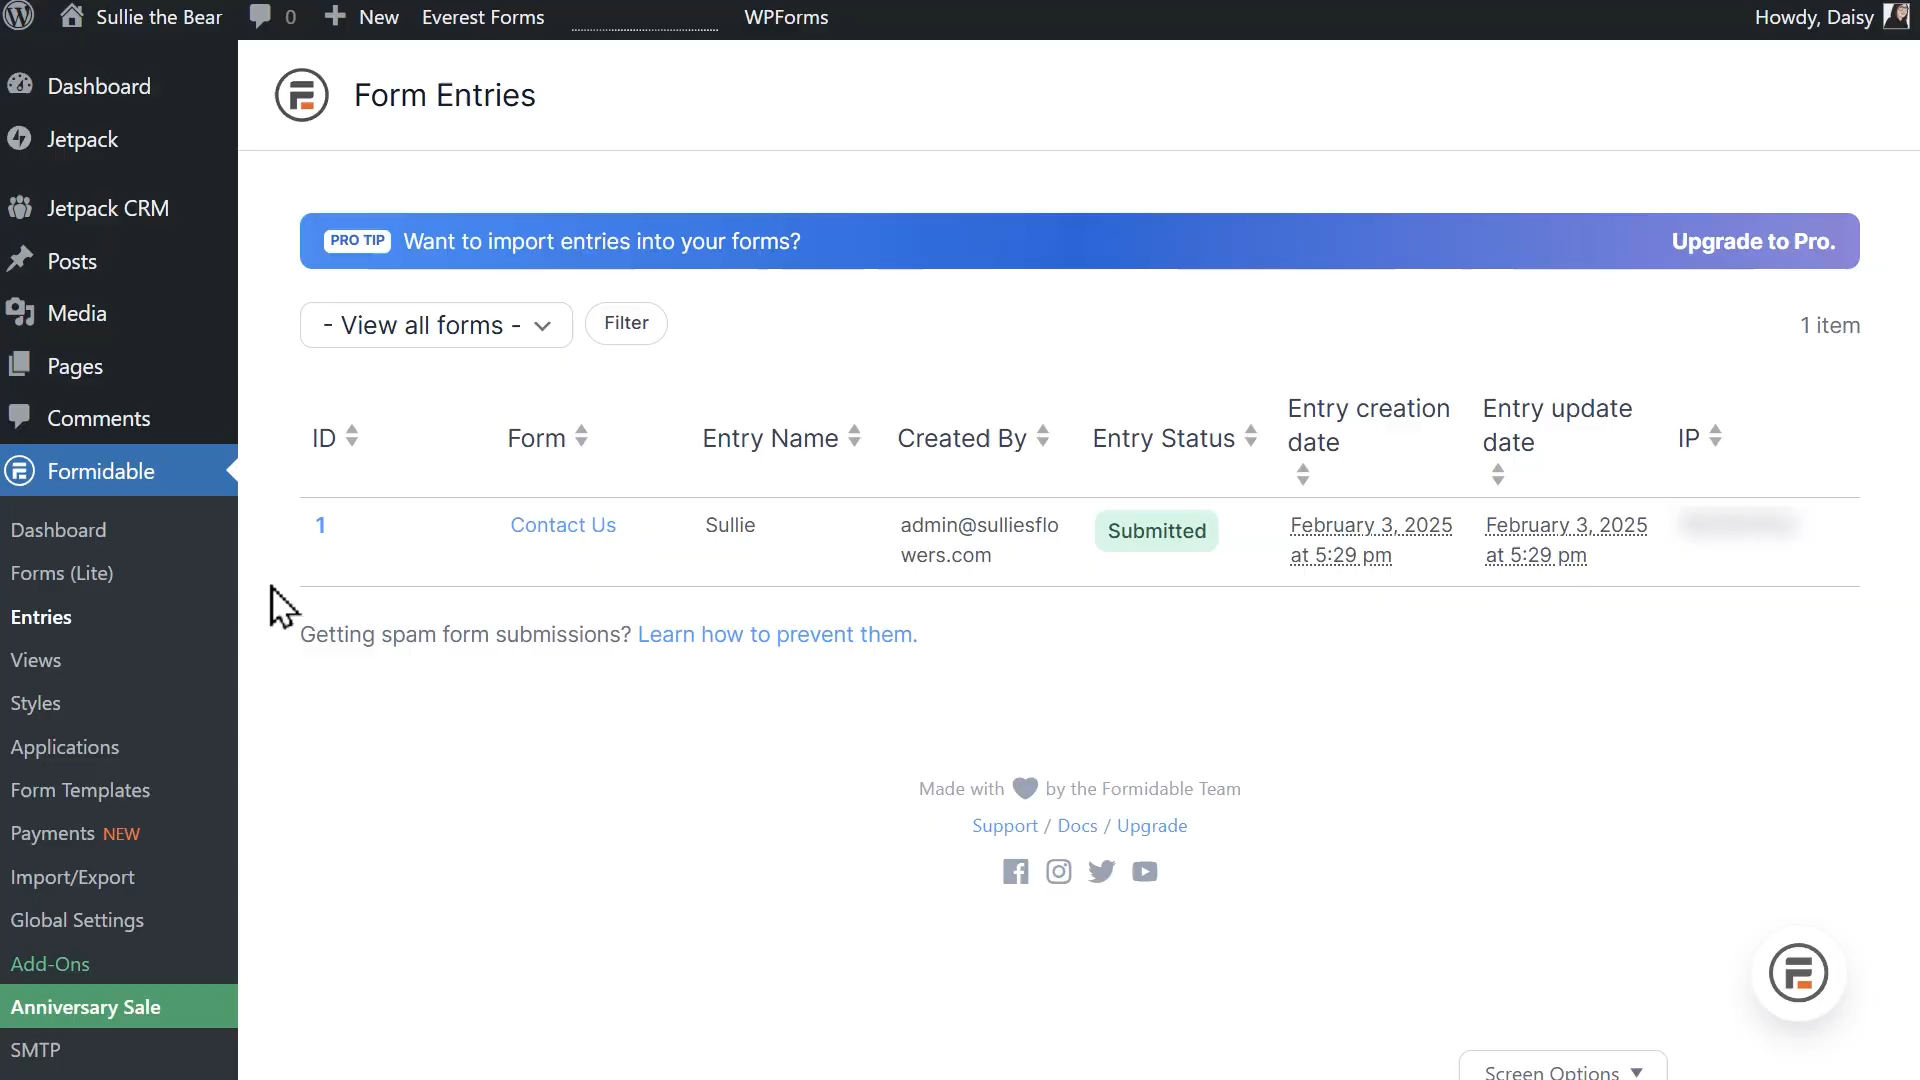 Sullie the Bear
0
New
Everest Forms
WPForms
Howdy, Daisy
Dashboard
Jetpack
Jetpack CRM
Posts
Media
Pages
Comments
Formidable
Dashboard
Forms (Lite)
Entries
Views
Styles
Applications
Form Templates
Payments NEW
Import/Export
Global Settings
Add-Ons
Anniversary Sale
SMTP
Form Entries
PRO TIP Want to import entries into your forms? Upgrade to Pro.
- View all forms -
Filter
1 item
ID
Form
Entry Name
Created By
Entry Status
Entry creation
date
Entry update
date
IP
1
Contact Us
Sullie
admin@sulliesflo
wers.com
Submitted
February 3, 2025
at 5:29 pm
February 3, 2025
at 5:29 pm
Getting spam form submissions? Learn how to prevent them.
Made with by the Formidable Team
Support / Docs / Upgrade
Screen Options